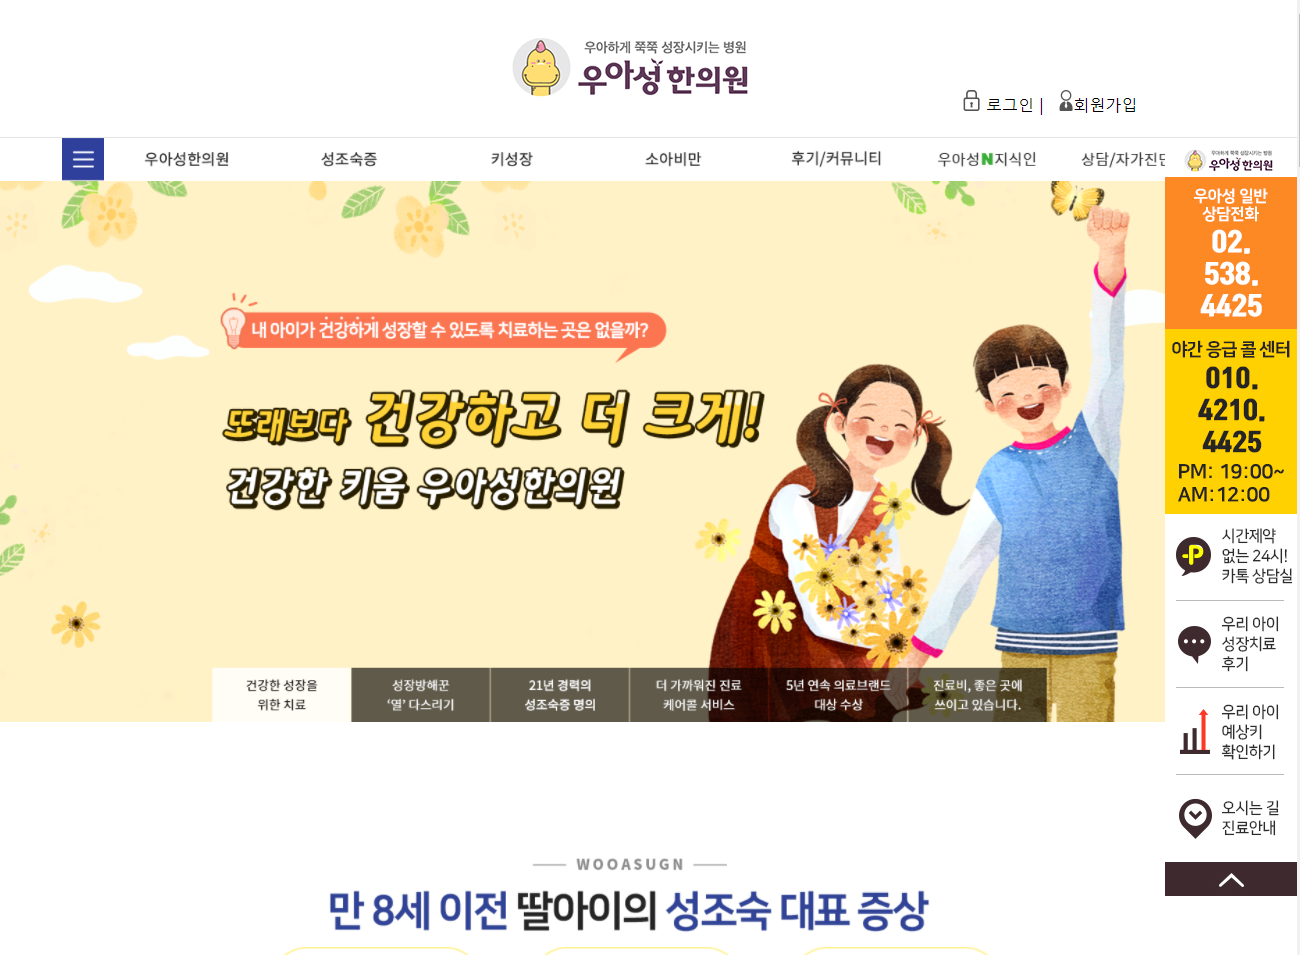 우아하게 쭉쭉 성장시키는 병원
우아성 한의원
로그인 |
회원가입
우아성한의원
성조숙증
키성장
소아비만
후기/커뮤니티
우아성N지식인
상담/자가진단
우아하게 쭉쭉 성장시키는 병원
우아성 한의원
우아성 일반
상담전화
02.
538.
4425
야간 응급 콜 센터
010.
4210.
4425
PM: 19:00~
AM:12:00
시간제약
없는 24시!
카톡 상담실
우리 아이
성장치료
후기
우리 아이
예상키
확인하기
오시는 길
진료안내
내 아이가 건강하게 성장할 수 있도록 치료하는 곳은 없을까?
또래보다 건강하고 더 크게!
건강한 키움 우아성한의원
건강한 성장을
위한 치료
성장방해꾼
‘열’ 다스리기
21년 경력의
성조숙증 명의
더 가까워진 진료
케어콜 서비스
5년 연속 의료브랜드
대상 수상
진료비, 좋은 곳에
쓰이고 있습니다.
WOOASUGN
만 8세 이전 딸아이의 성조숙 대표 증상